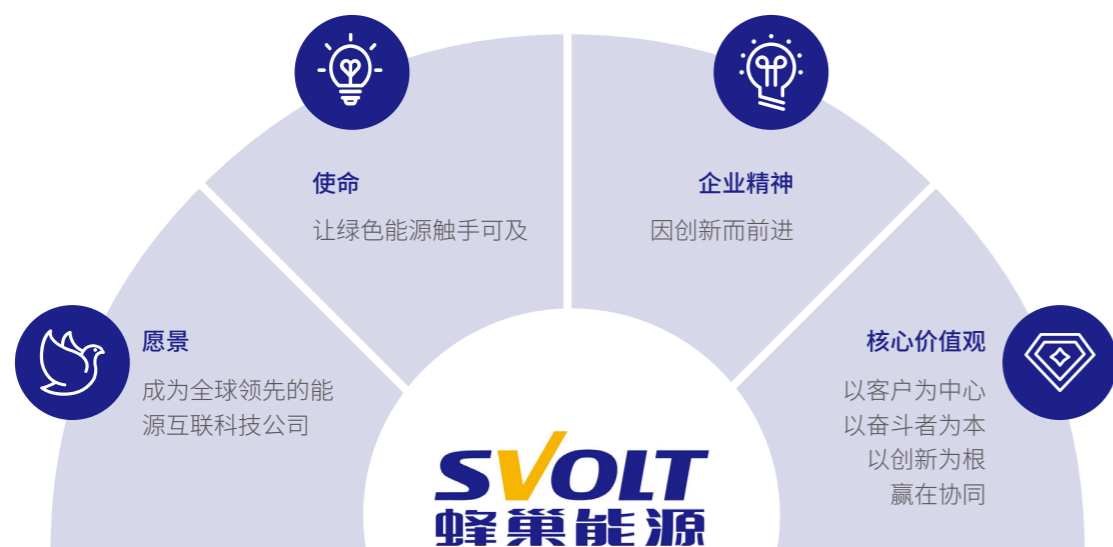 使命
让绿色能源触手可及
企业精神
因创新而前进
愿景
成为全球领先的能
源互联科技公司
核心价值观
以客户为中心
以奋斗者为本
以创新为根
赢在协同
SVOLT
蜂巢能源